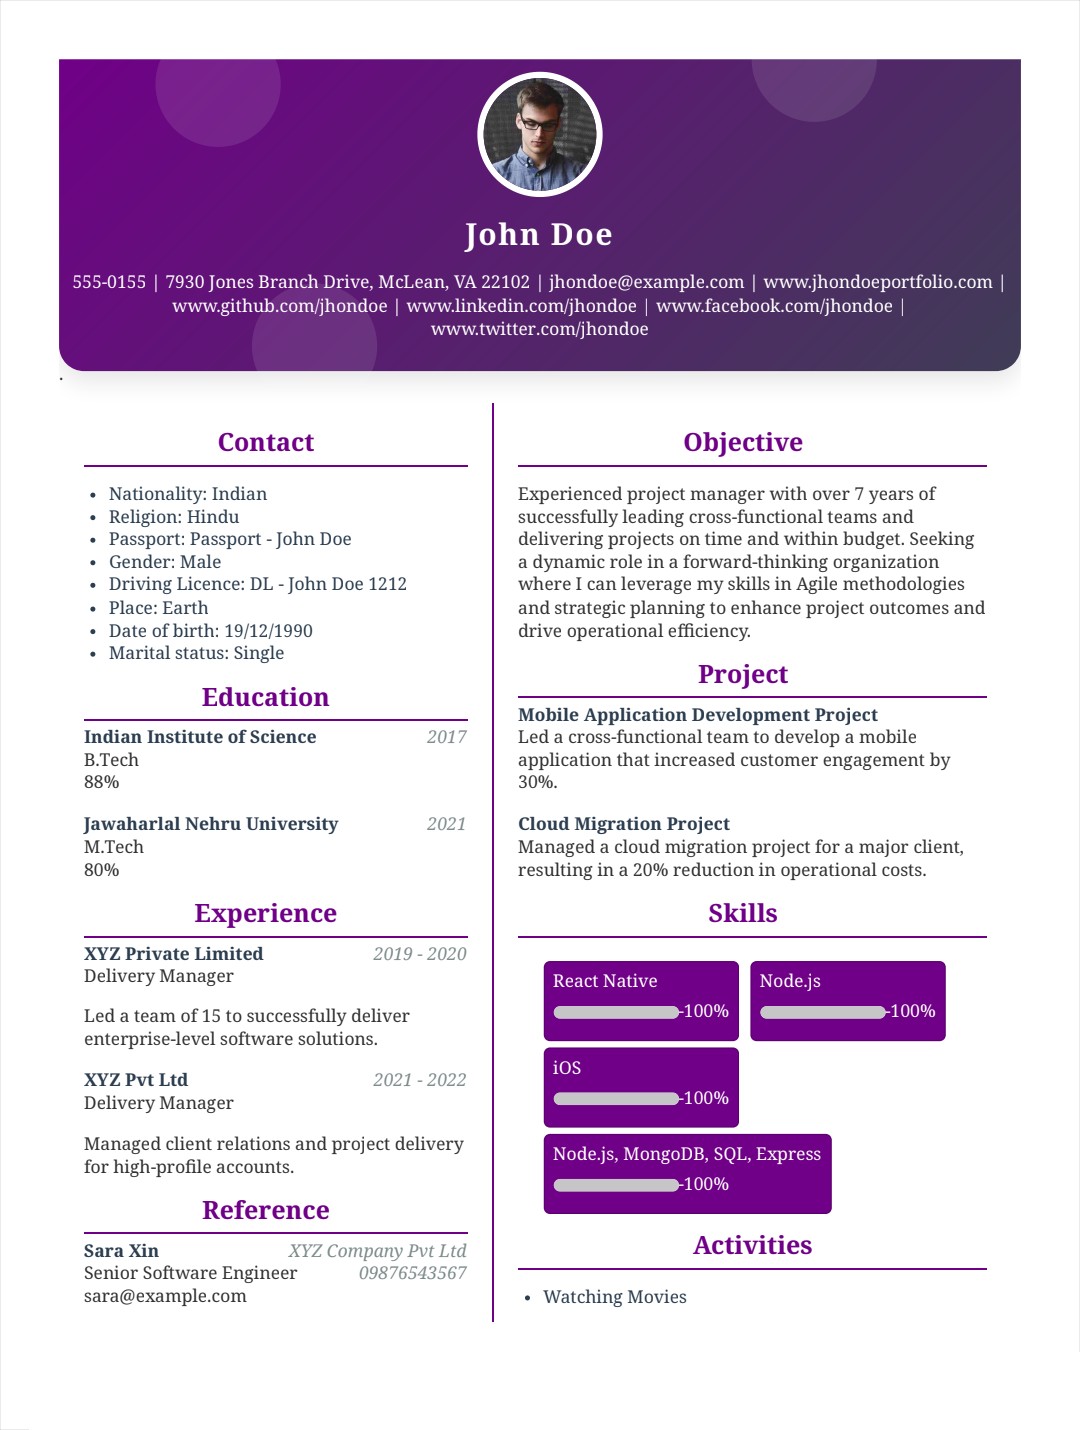 John Doe
555-0155 | 7930 Jones Branch Drive, McLean, VA 22102 | jhondoe@example.com | www.jhondoeportfolio.com |
www.github.com/jhondoe | www.linkedin.com/jhondoe | www.facebook.com/jhondoe |
www.twitter.com/jhondoe
.
Contact
• Nationality: Indian
• Religion: Hindu
• Passport: Passport - John Doe
• Gender: Male
• Driving Licence: DL - John Doe 1212
• Place: Earth
• Date of birth: 19/12/1990
• Marital status: Single
Education
Indian Institute of Science 2017
B.Tech
88%
Jawaharlal Nehru University 2021
M.Tech
80%
Experience
XYZ Private Limited 2019 - 2020
Delivery Manager
Led a team of 15 to successfully deliver
enterprise-level software solutions.
XYZ Pvt Ltd 2021 - 2022
Delivery Manager
Managed client relations and project delivery
for high-profile accounts.
Reference
Sara Xin XYZ Company Pvt Ltd
Senior Software Engineer 09876543567
sara@example.com
Objective
Experienced project manager with over 7 years of
successfully leading cross-functional teams and
delivering projects on time and within budget. Seeking
a dynamic role in a forward-thinking organization
where I can leverage my skills in Agile methodologies
and strategic planning to enhance project outcomes and
drive operational efficiency.
Project
Mobile Application Development Project
Led a cross-functional team to develop a mobile
application that increased customer engagement by
30%.
Cloud Migration Project
Managed a cloud migration project for a major client,
resulting in a 20% reduction in operational costs.
Skills
React Native
-100%
Node.js
-100%
iOS
-100%
Node.js, MongoDB, SQL, Express
-100%
Activities
• Watching Movies